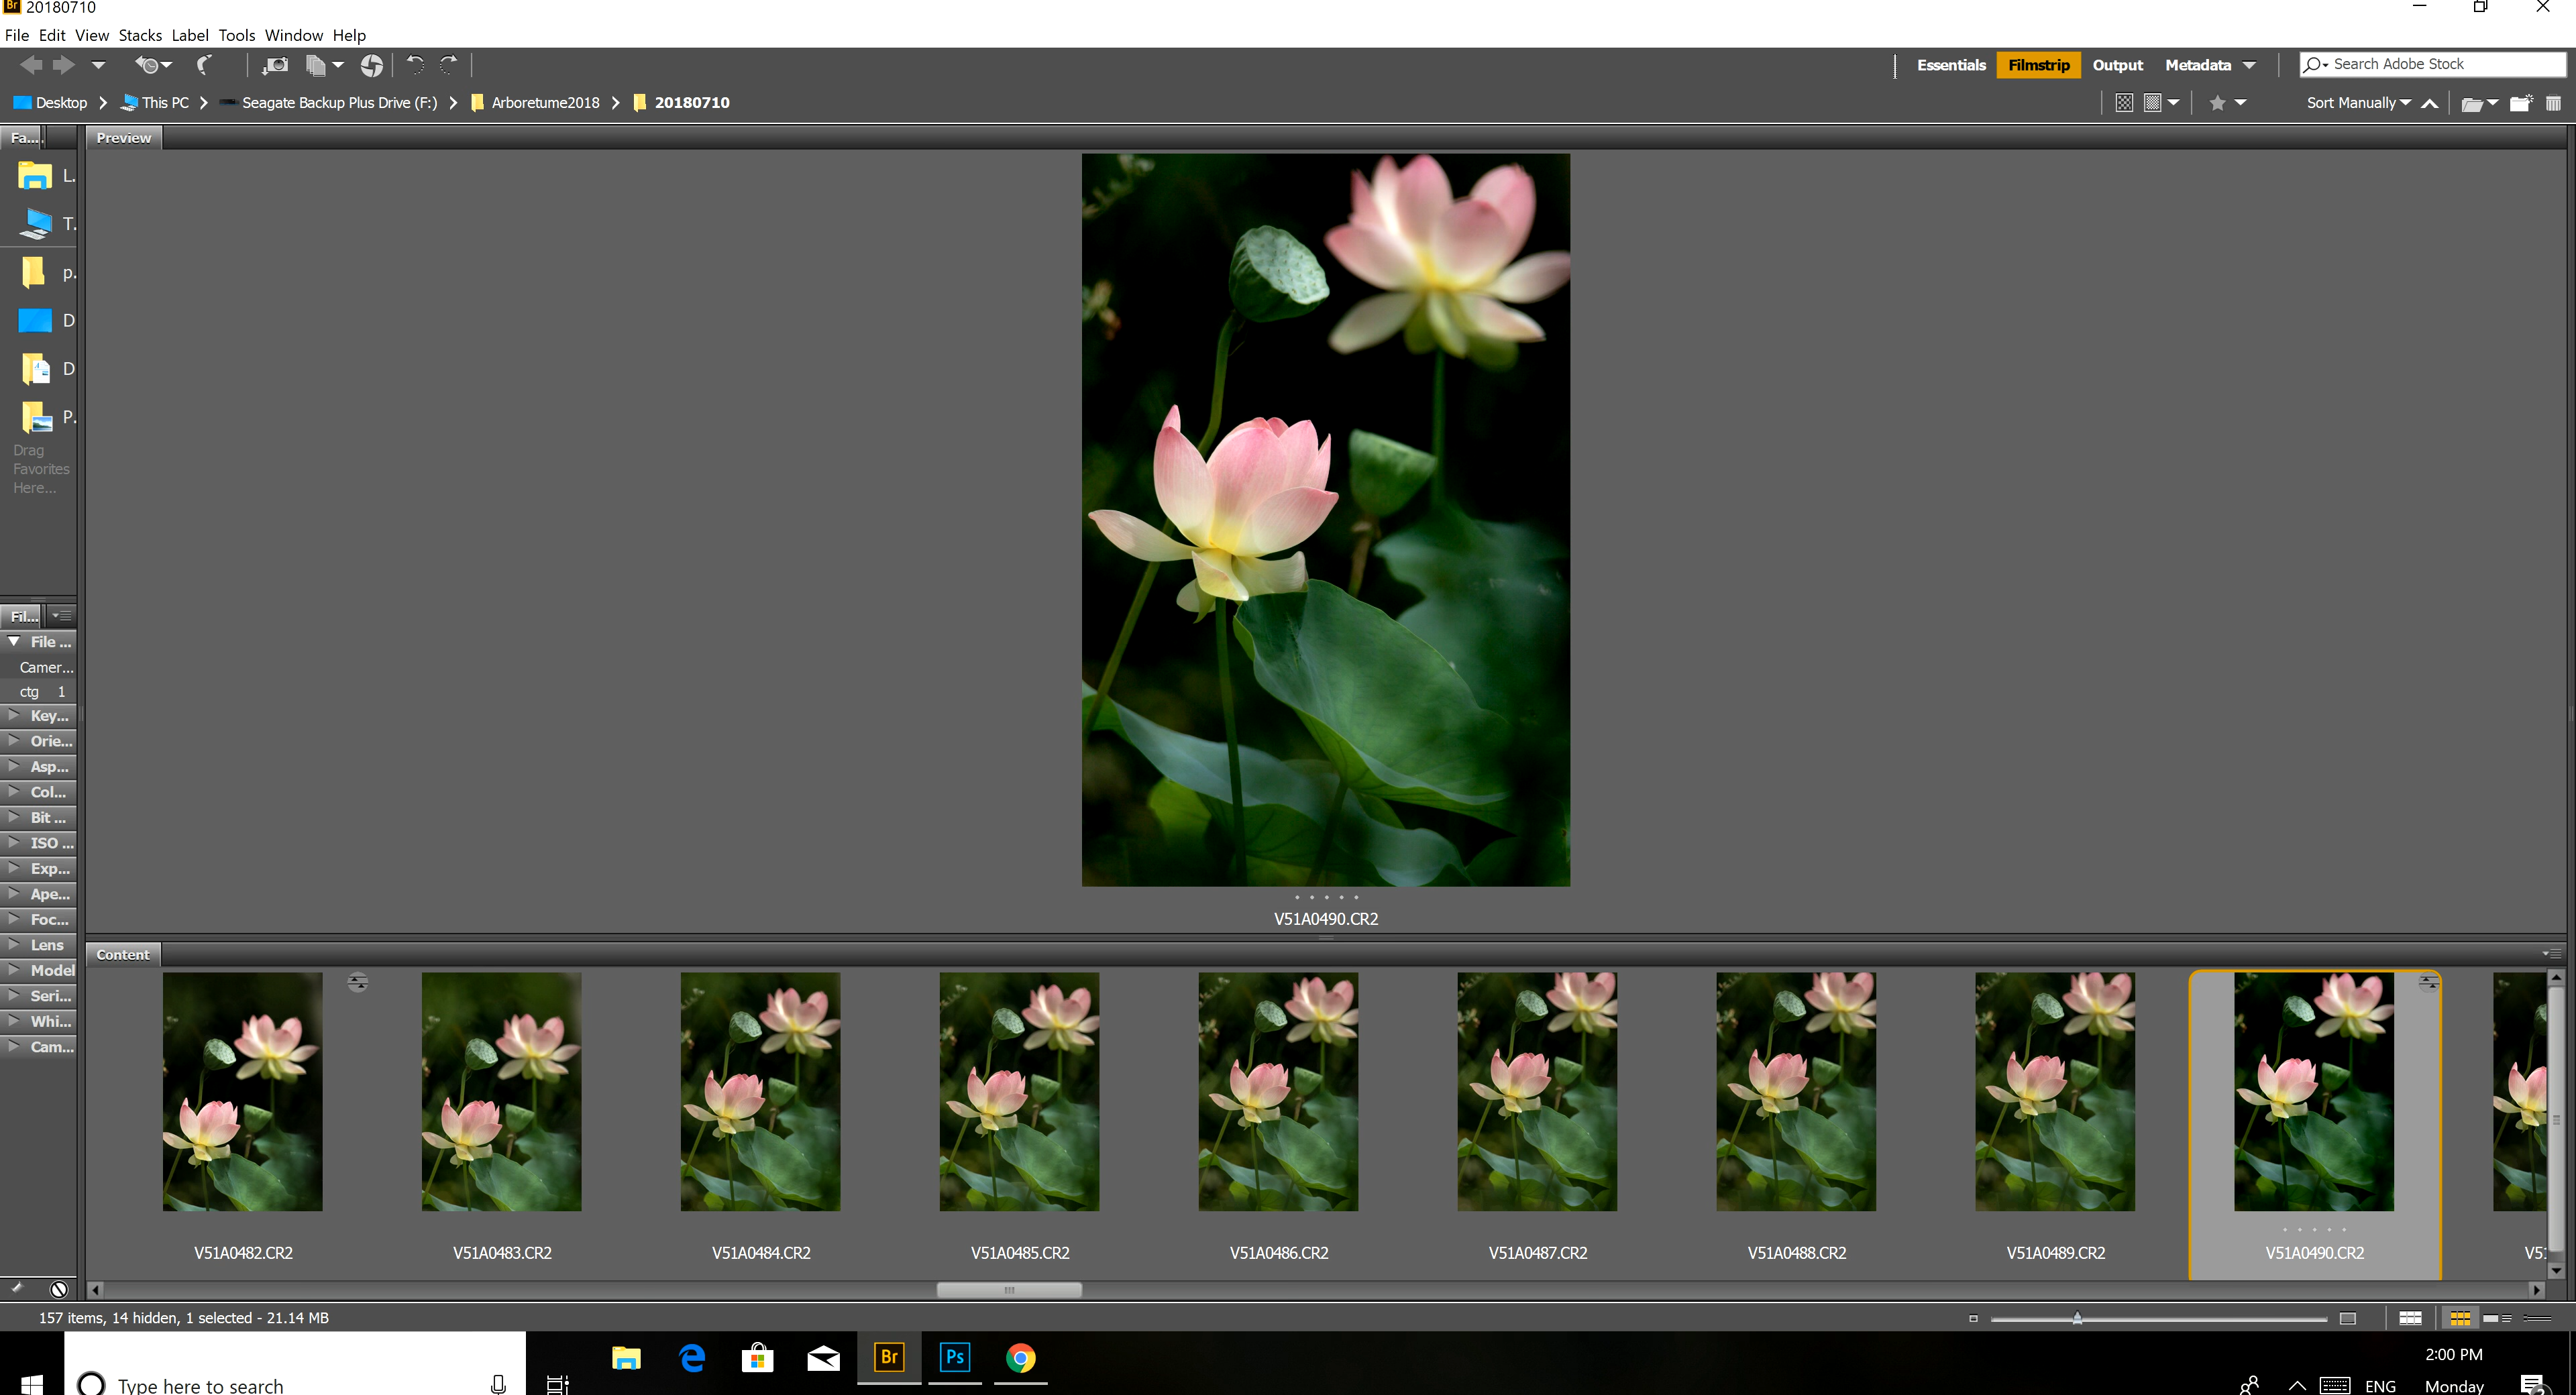 Br 20180710
File Edit View Stacks Label Tools Window Help
Essentials Filmstrip Output Metadata Search Adobe Stock
Desktop This PC Seagate Backup Plus Drive (F:) Arboretume2018 20180710 Sort Manually
Fa... Preview
L.
T.
p.
D
D
P.
Drag
Favorites
Here...
Fil...
File ...
Camer...
ctg 1
Key...
Orie...
Asp...
Col...
Bit ...
ISO ...
Exp...
Ape...
Foc...
Lens
Model
Seri...
Whi...
Cam...
V51A0490.CR2
Content
V51A0482.CR2 V51A0483.CR2 V51A0484.CR2 V51A0485.CR2 V51A0486.CR2 V51A0487.CR2 V51A0488.CR2 V51A0489.CR2 V51A0490.CR2 V51
157 items, 14 hidden, 1 selected - 21.14 MB
Br Ps
2:00 PM
Type here to search ENG Monday